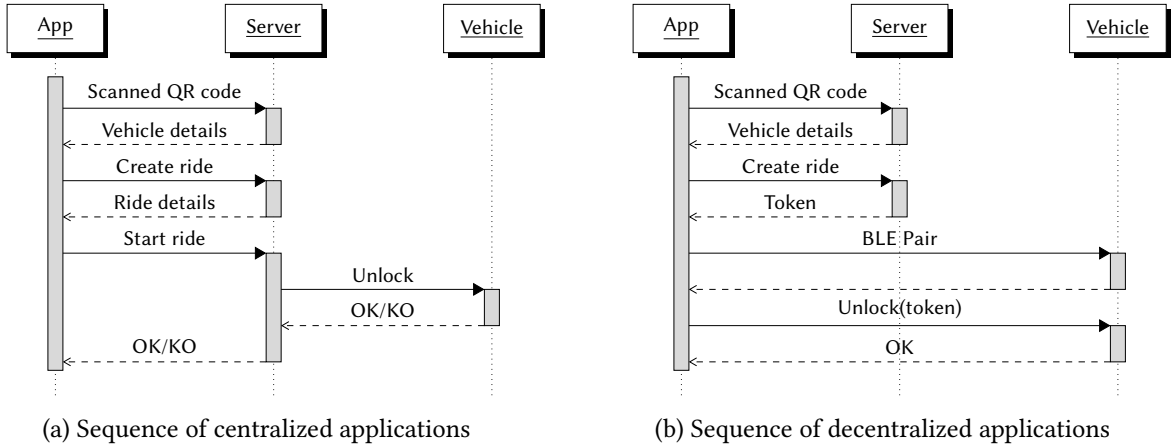 App
Server
Vehicle
Scanned QR code
Vehicle details
Create ride
Ride details
Start ride
Unlock
OK/KO
OK/KO
(a) Sequence of centralized applications
App
Server
Vehicle
Scanned QR code
Vehicle details
Create ride
Token
BLE Pair
Unlock(token)
OK
(b) Sequence of decentralized applications